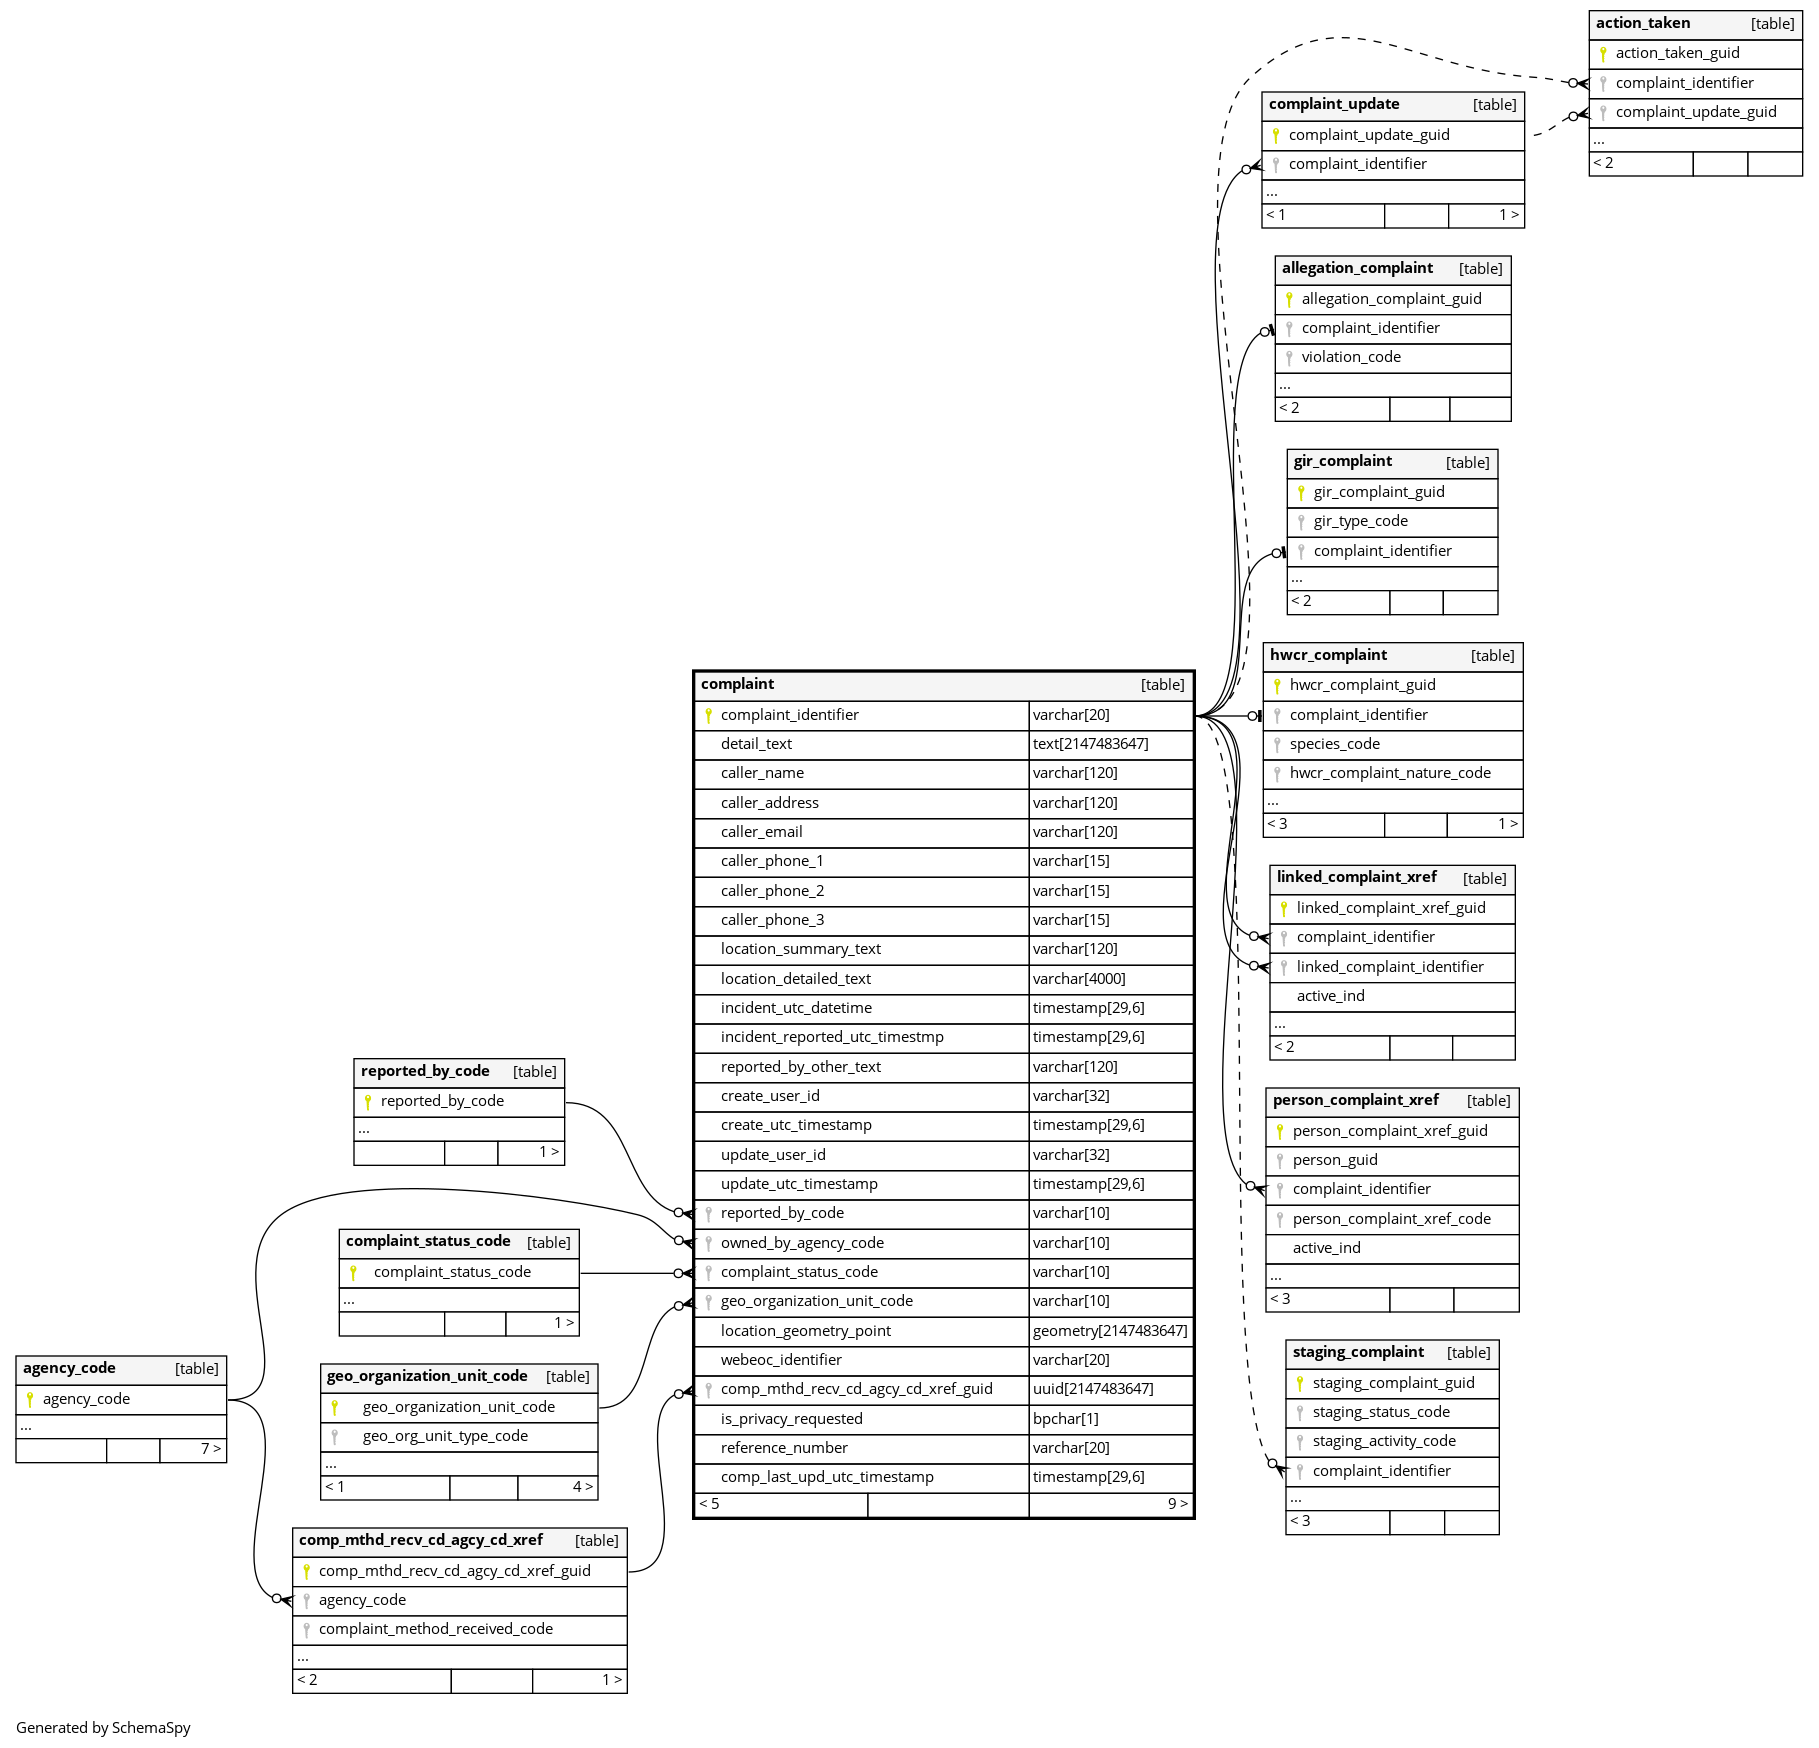 action_taken [table]
action_taken_guid
complaint_identifier
complaint_update_guid
...
< 2
complaint_update [table]
complaint_update_guid
complaint_identifier
...
< 1 1 >
allegation_complaint [table]
allegation_complaint_guid
complaint_identifier
violation_code
...
< 2
gir_complaint [table]
gir_complaint_guid
gir_type_code
complaint_identifier
...
< 2
hwcr_complaint [table]
hwcr_complaint_guid
complaint_identifier
species_code
hwcr_complaint_nature_code
...
< 3 1 >
linked_complaint_xref [table]
linked_complaint_xref_guid
complaint_identifier
linked_complaint_identifier
active_ind
...
< 2
person_complaint_xref [table]
person_complaint_xref_guid
person_guid
complaint_identifier
person_complaint_xref_code
active_ind
...
< 3
staging_complaint [table]
staging_complaint_guid
staging_status_code
staging_activity_code
complaint_identifier
...
< 3
complaint [table]
complaint_identifier varchar[20]
detail_text text[2147483647]
caller_name varchar[120]
caller_address varchar[120]
caller_email varchar[120]
caller_phone_1 varchar[15]
caller_phone_2 varchar[15]
caller_phone_3 varchar[15]
location_summary_text varchar[120]
location_detailed_text varchar[4000]
incident_utc_datetime timestamp[29,6]
incident_reported_utc_timestmp timestamp[29,6]
reported_by_other_text varchar[120]
create_user_id varchar[32]
create_utc_timestamp timestamp[29,6]
update_user_id varchar[32]
update_utc_timestamp timestamp[29,6]
reported_by_code varchar[10]
owned_by_agency_code varchar[10]
complaint_status_code varchar[10]
geo_organization_unit_code varchar[10]
location_geometry_point geometry[2147483647]
webeoc_identifier varchar[20]
comp_mthd_recv_cd_agcy_cd_xref_guid uuid[2147483647]
is_privacy_requested bpchar[1]
reference_number varchar[20]
comp_last_upd_utc_timestamp timestamp[29,6]
< 5 9 >
reported_by_code [table]
reported_by_code
...
1 >
complaint_status_code [table]
complaint_status_code
...
1 >
agency_code [table]
agency_code
...
7 >
geo_organization_unit_code [table]
geo_organization_unit_code
geo_org_unit_type_code
...
< 1 4 >
comp_mthd_recv_cd_agcy_cd_xref [table]
comp_mthd_recv_cd_agcy_cd_xref_guid
agency_code
complaint_method_received_code
...
< 2 1 >
Generated by SchemaSpy